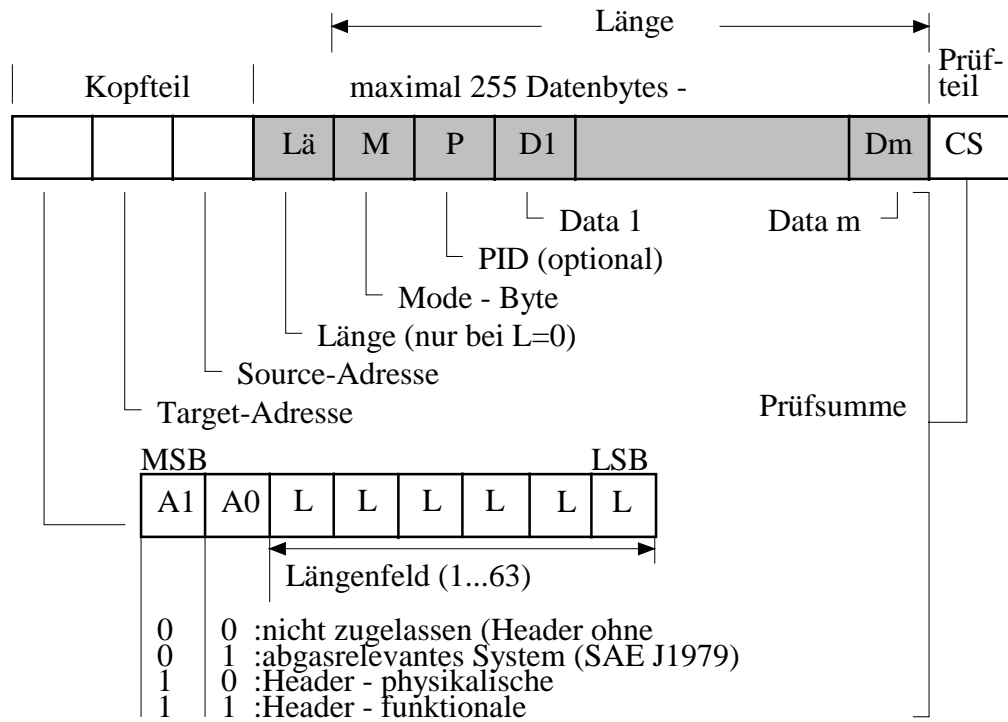 Länge
Kopfteil maximal 255 Datenbytes - Prüf-
teil
Lä M P D1 Dm CS
Data 1 Data m
PID (optional)
Mode - Byte
Länge (nur bei L=0)
Source-Adresse
Target-Adresse Prüfsumme
MSB LSB
A1 A0 L L L L L L
Längenfeld (1...63)
0 0 :nicht zugelassen (Header ohne
0 1 :abgasrelevantes System (SAE J1979)
1 0 :Header - physikalische
1 1 :Header - funktionale